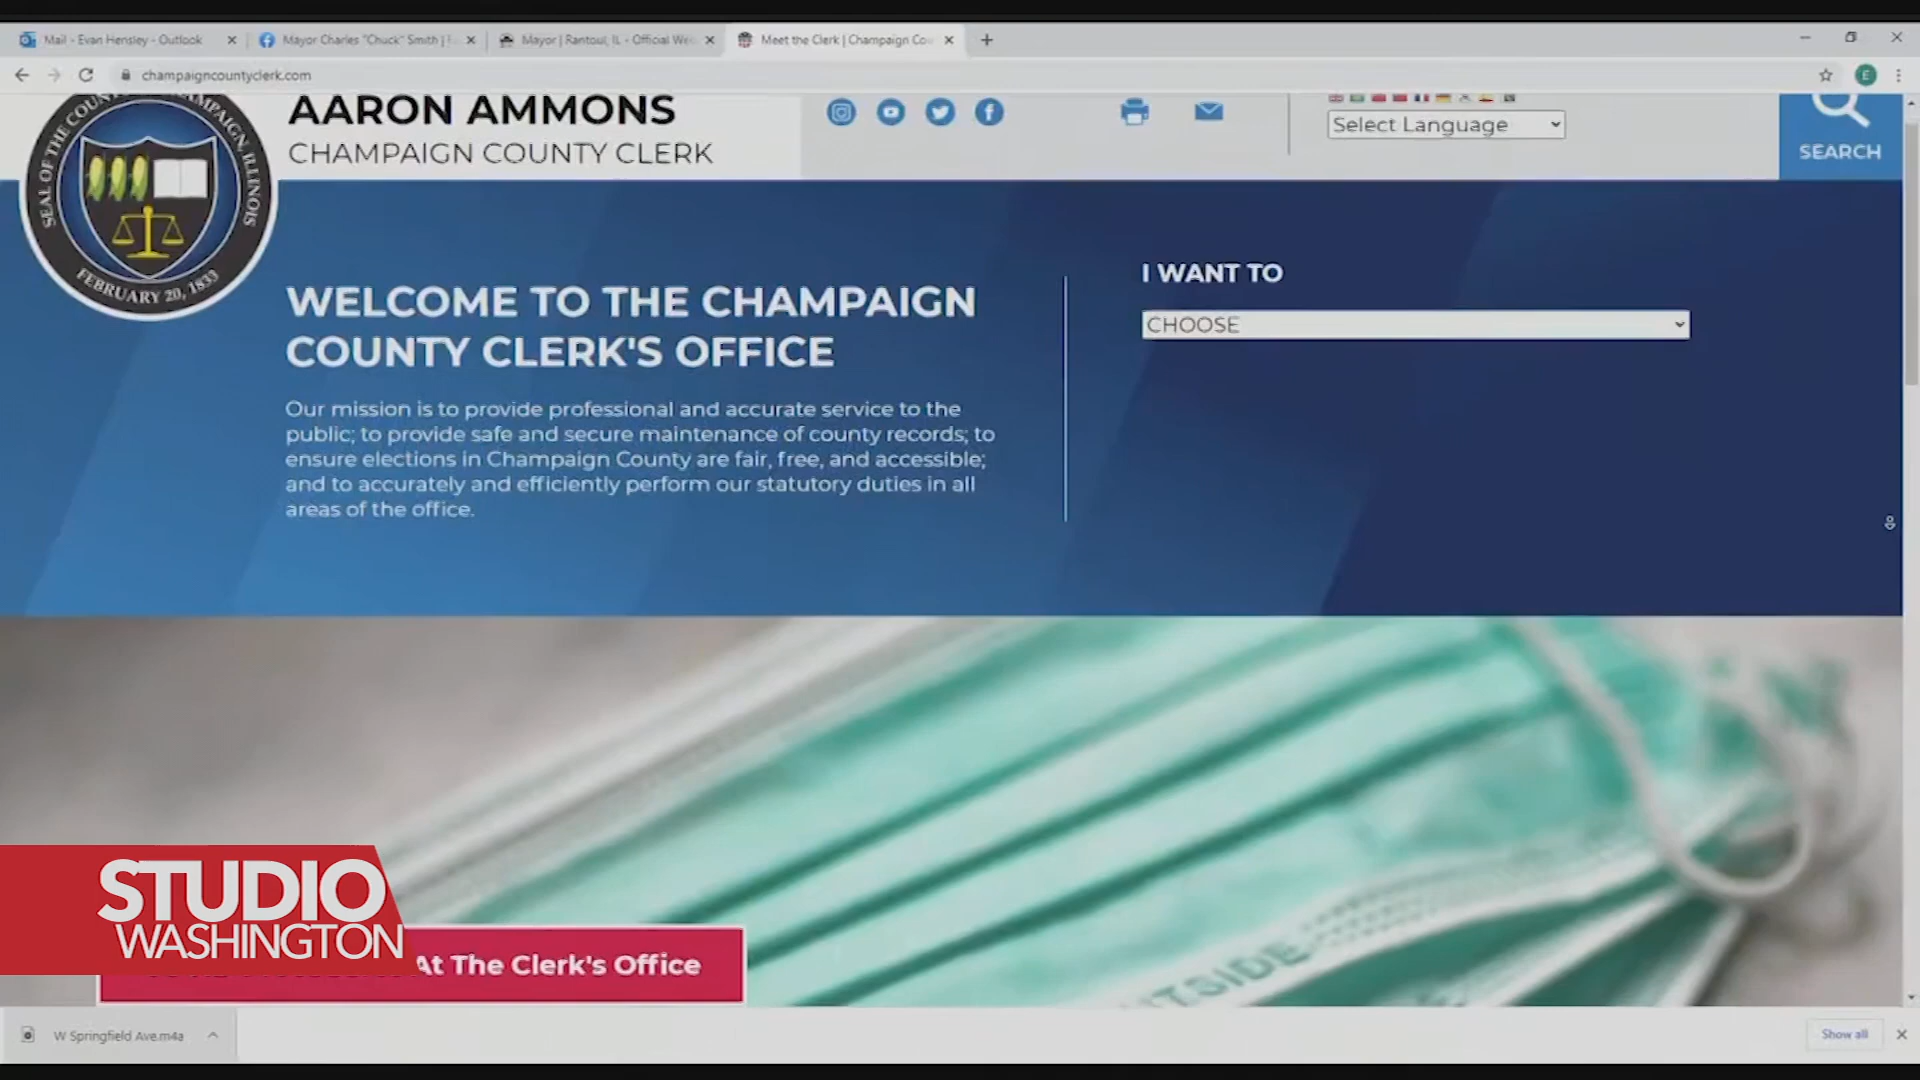 Mail - Evan Hensley - Outlook
Mayor Charles "Chuck" Smith |
Mayor | Rantoul, IL - Official We
Meet the Clerk | Champaign Cou
champaigncountyclerk.com
E
AARON AMMONS
CHAMPAIGN COUNTY CLERK
Select Language
SEARCH
SEAL OF THE COUNTY CHAMPAIGN, ILLINOIS
FEBRUARY 20, 1833
WELCOME TO THE CHAMPAIGN
COUNTY CLERK'S OFFICE
Our mission is to provide professional and accurate service to the
public; to provide safe and secure maintenance of county records; to
ensure elections in Champaign County are fair, free, and accessible;
and to accurately and efficiently perform our statutory duties in all
areas of the office.
I WANT TO
CHOOSE
TSIDE
STUDIO
WASHINGTON
At The Clerk's Office
W Springfield Ave.m4a
Show all